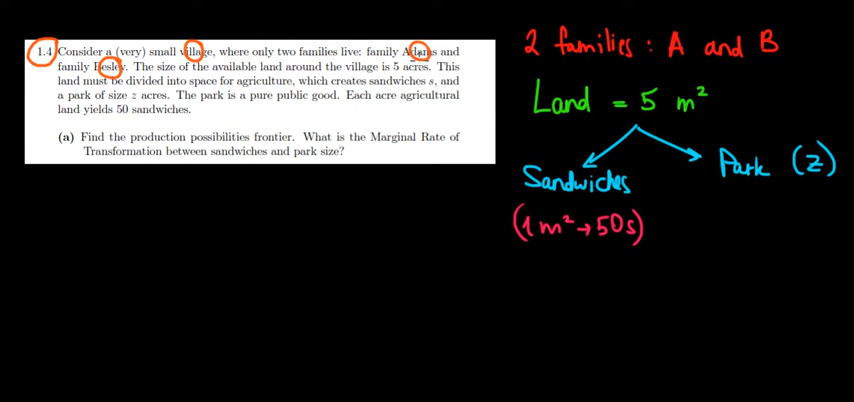 1.4 Consider a (very) small village, where only two families live: family Adams and
family Besley. The size of the available land around the village is 5 acres. This
land must be divided into space for agriculture, which creates sandwiches s, and
a park of size z acres. The park is a pure public good. Each acre agricultural
land yields 50 sandwiches.
(a) Find the production possibilities frontier. What is the Marginal Rate of
Transformation between sandwiches and park size?
2 families: A and B
Land = 5 m²
Sandwiches
Park (z)
(1 m² → 50s)